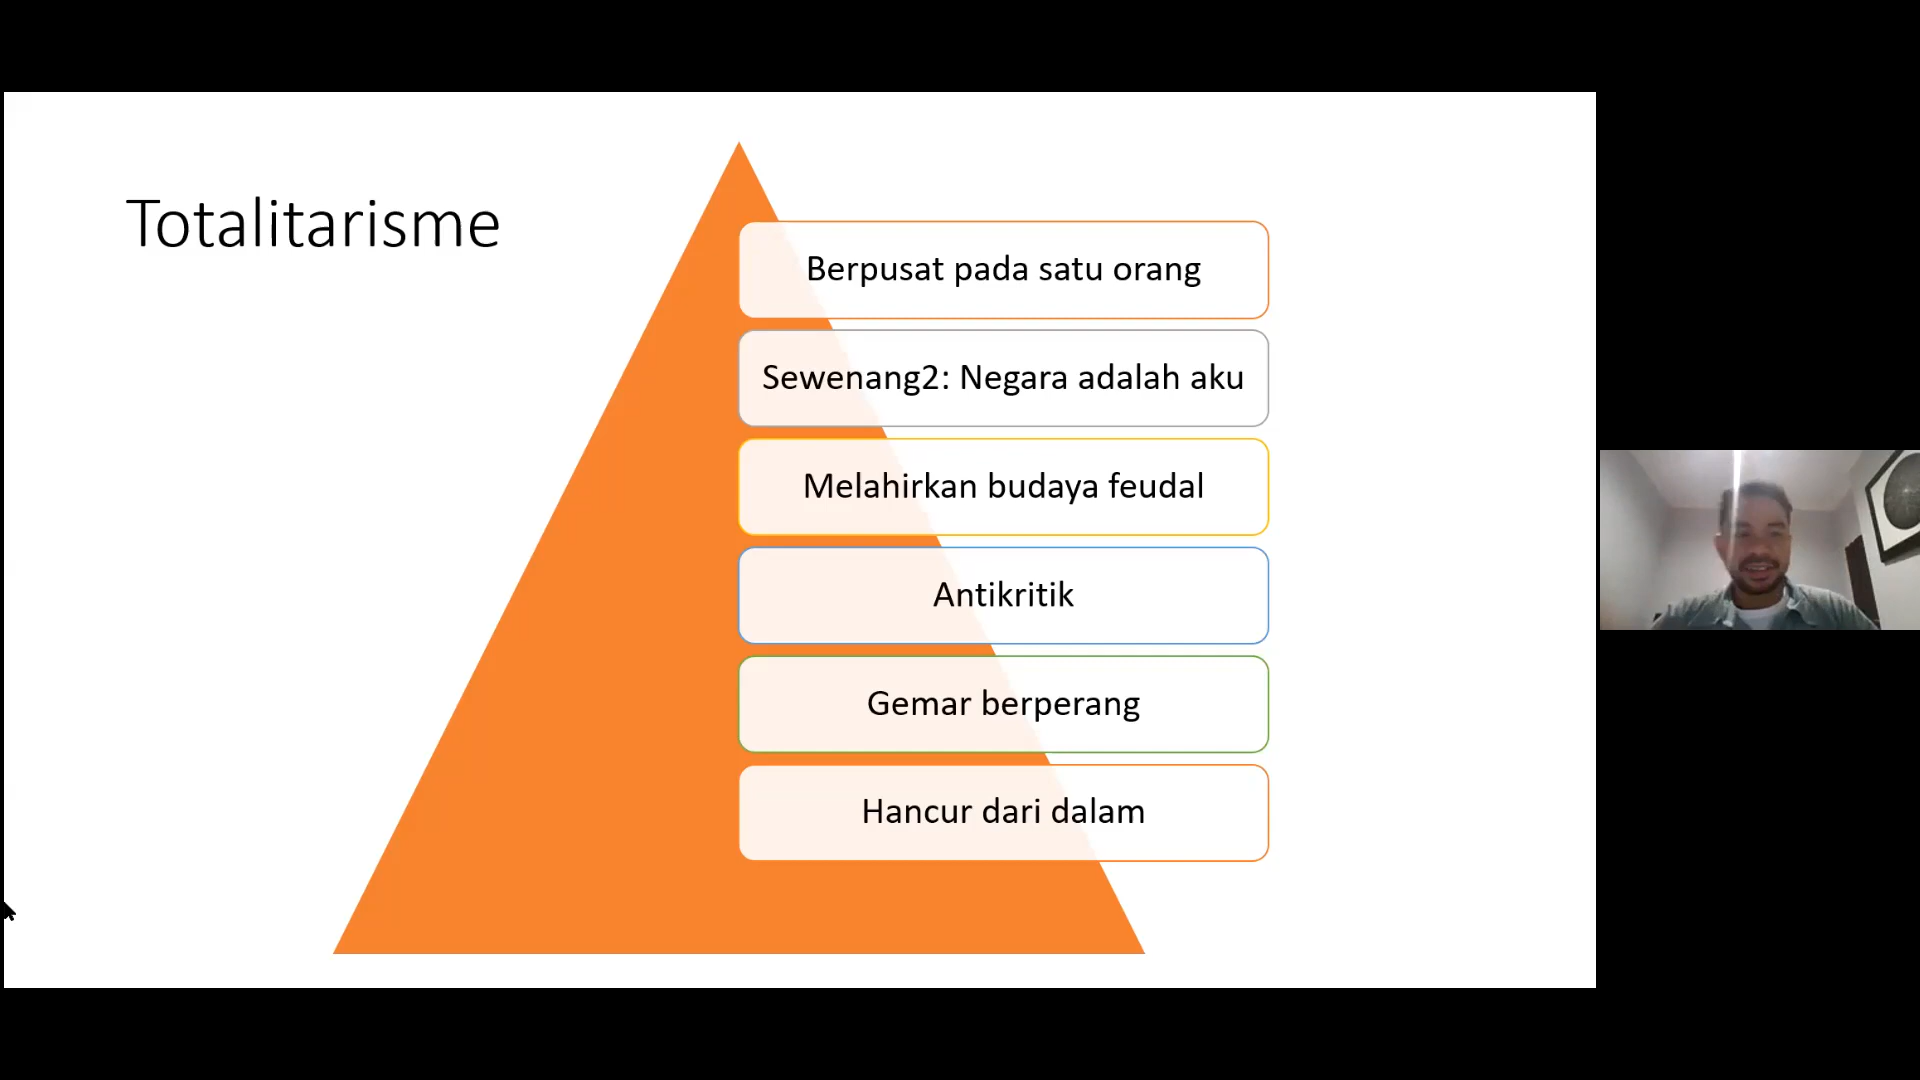 Totalitarisme
Berpusat pada satu orang
Sewenang2: Negara adalah aku
Melahirkan budaya feudal
Antikritik
Gemar berperang
Hancur dari dalam